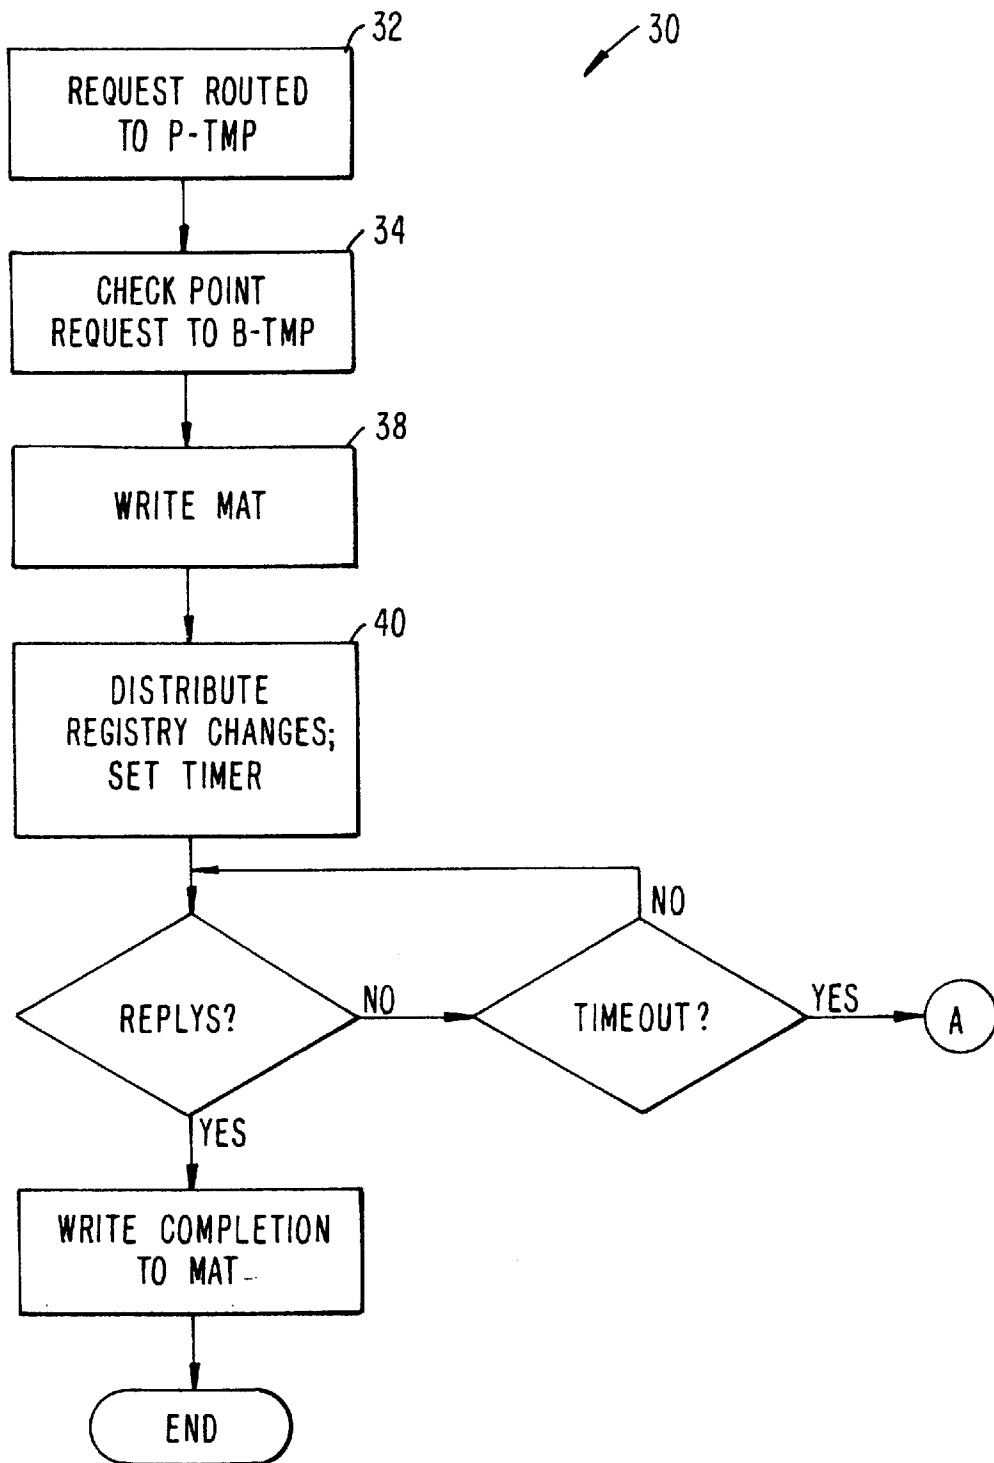 32
30
REQUEST ROUTED
TO P-TMP
34
CHECK POINT
REQUEST TO B-TMP
38
WRITE MAT
40
DISTRIBUTE
REGISTRY CHANGES;
SET TIMER
NO
REPLYS?
NO
TIMEOUT?
YES
A
YES
WRITE COMPLETION
TO MAT
END